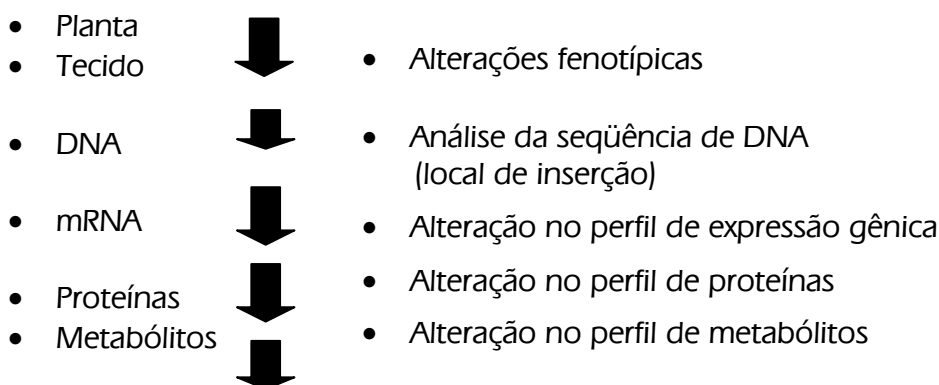 • Planta
• Tecido
• Alterações fenotípicas
• DNA
• Análise da seqüência de DNA
(local de inserção)
• mRNA
• Alteração no perfil de expressão gênica
• Proteínas
• Alteração no perfil de proteínas
• Metabólitos
• Alteração no perfil de metabólitos